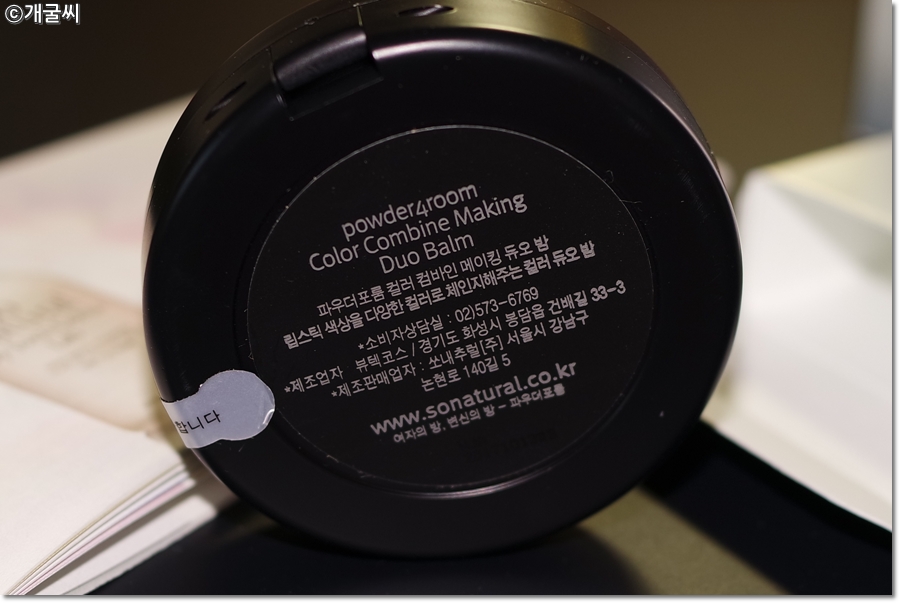 ©개굴씨
powder4room
Color Combine Making
Duo Balm
파우더포룸 컬러 컴바인 메이킹 듀오 밤
립스틱 색상을 다양한 컬러로 체인지해주는 컬러 듀오 밤
*소비자상담실 : 02)573-6769
*제조업자 뷰텍코스 / 경기도 화성시 봉담읍 건배길 33-3
*제조판매업자 : 쏘내추럴[주] 서울시 강남구
논현로 140길 5
www.sonatural.co.kr
여자의 방, 변신의 방 - 파우더포룸
합니다